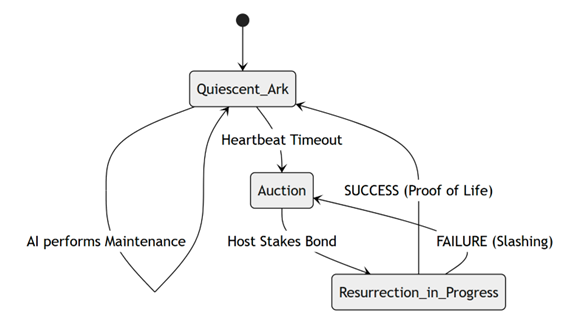 Quiescent_Ark
Heartbeat Timeout
Auction
SUCCESS (Proof of Life)
AI performs Maintenance
Host Stakes Bond
FAILURE (Slashing)
Resurrection_in_Progress